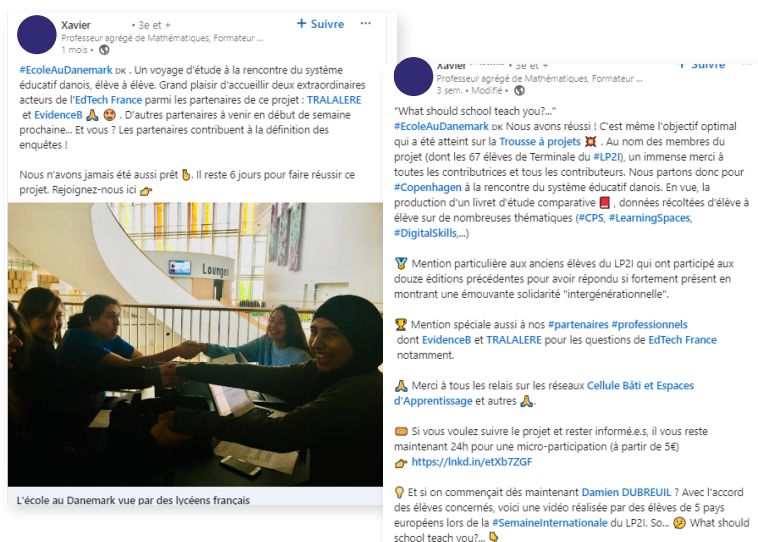 Xavier • 3e et +
+ Suivre ...
Professeur agrégé de Mathématiques, Formateur ...
1 mois •
#EcoleAuDanemark DK . Un voyage d'étude à la rencontre du système
éducatif danois, élève à élève. Grand plaisir d'accueillir deux extraordinaires
acteurs de l'EdTech France parmi les partenaires de ce projet : TRALALERE
et EvidenceB 🙏 😍 . D'autres partenaires à venir en début de semaine
prochaine... Et vous ? Les partenaires contribuent à la définition des
enquêtes !
Nous n'avons jamais été aussi prêt 👌. Il reste 6 jours pour faire réussir ce
projet. Rejoignez-nous ici 👉
Lounge
L'école au Danemark vue par des lycéens français
Xavier • 3e et +
+ Suivre ...
Professeur agrégé de Mathématiques, Formateur ...
3 sem. • Modifié •
"What should school teach you?..."
#EcoleAuDanemark DK Nous avons réussi ! C'est même l'objectif optimal
qui a été atteint sur la Trousse à projets 💥 . Au nom des membres du
projet (dont les 67 élèves de Terminale du #LP2I), un immense merci à
toutes les contributrices et tous les contributeurs. Nous partons donc pour
#Copenhagen à la rencontre du système éducatif danois. En vue, la
production d'un livret d'étude comparative 📕 , données récoltées d'élève à
élève sur de nombreuses thématiques (#CPS, #LearningSpaces,
#DigitalSkills,...)
🏅 Mention particulière aux anciens élèves du LP2I qui ont participé aux
douze éditions précédentes pour avoir répondu si fortement présent en
montrant une émouvante solidarité "intergénérationnelle".
🏆 Mention spéciale aussi à nos #partenaires #professionnels
dont EvidenceB et TRALALERE pour les questions de EdTech France
notamment.
🙏 Merci à tous les relais sur les réseaux Cellule Bâti et Espaces
d'Apprentissage et autres 🙏.
🎟 Si vous voulez suivre le projet et rester informé.e.s, il vous reste
maintenant 24h pour une micro-participation (à partir de 5€)
👉 https://lnkd.in/etXb7ZGF
💡 Et si on commençait dès maintenant Damien DUBREUIL ? Avec l'accord
des élèves concernés, voici une vidéo réalisée par des élèves de 5 pays
européens lors de la #SemaineInternationale du LP2I. So... 🤔 What should
school teach you?... 👇